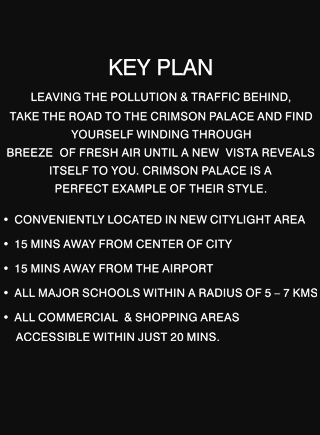 KEY PLAN
LEAVING THE POLLUTION & TRAFFIC BEHIND,
TAKE THE ROAD TO THE CRIMSON PALACE AND FIND
YOURSELF WINDING THROUGH
BREEZE OF FRESH AIR UNTIL A NEW VISTA REVEALS
ITSELF TO YOU. CRIMSON PALACE IS A
PERFECT EXAMPLE OF THEIR STYLE.
• CONVENIENTLY LOCATED IN NEW CITYLIGHT AREA
• 15 MINS AWAY FROM CENTER OF CITY
• 15 MINS AWAY FROM THE AIRPORT
• ALL MAJOR SCHOOLS WITHIN A RADIUS OF 5 – 7 KMS
• ALL COMMERCIAL & SHOPPING AREAS
ACCESSIBLE WITHIN JUST 20 MINS.